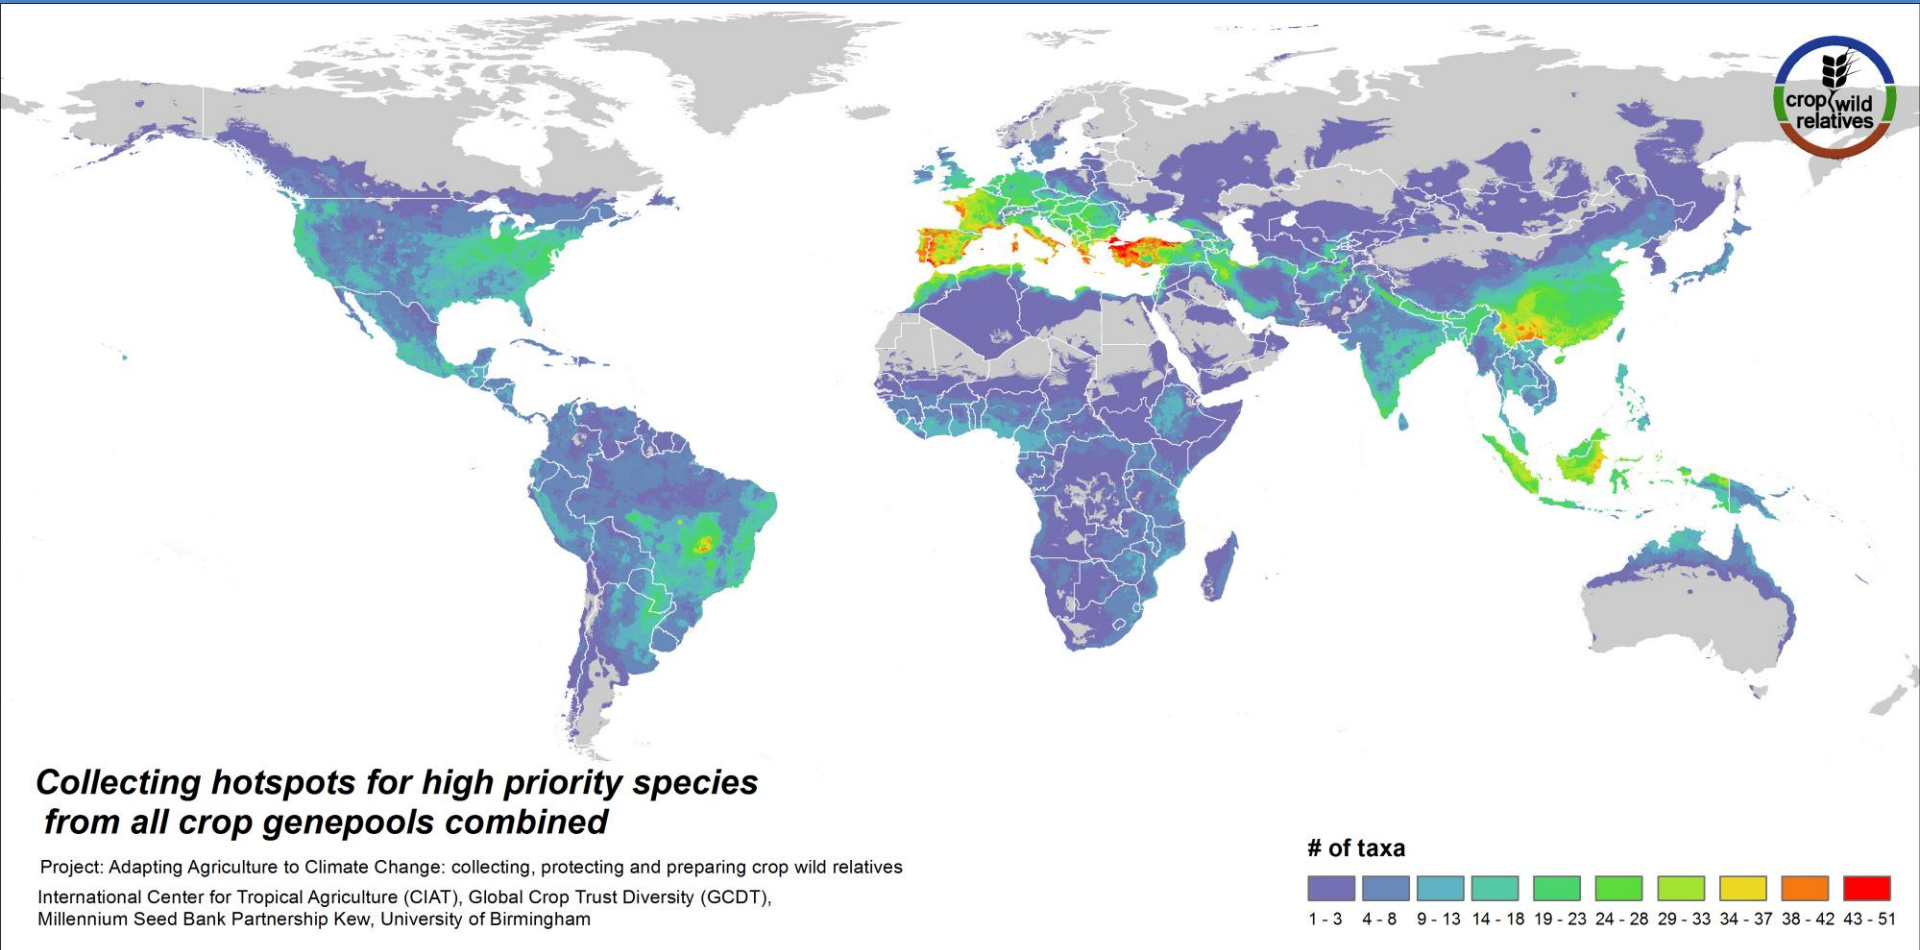 crop wild
relatives
Collecting hotspots for high priority species
from all crop genepools combined
Project: Adapting Agriculture to Climate Change: collecting, protecting and preparing crop wild relatives
International Center for Tropical Agriculture (CIAT), Global Crop Trust Diversity (GCDT),
Millennium Seed Bank Partnership Kew, University of Birmingham
# of taxa
1 - 3 4 - 8 9 - 13 14 - 18 19 - 23 24 - 28 29 - 33 34 - 37 38 - 42 43 - 51